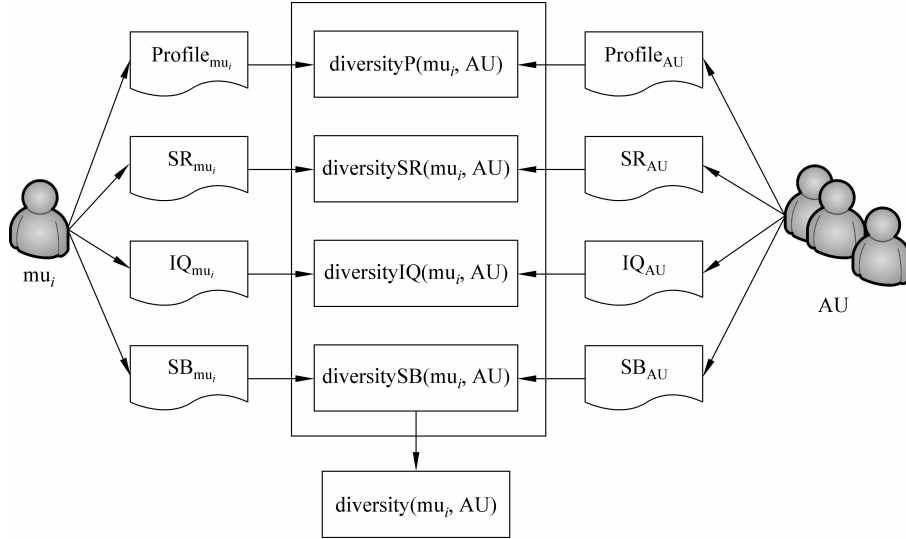 Profile_mu_i diversityP(mu_i, AU) Profile_AU
SR_mu_i diversitySR(mu_i, AU) SR_AU
IQ_mu_i diversityIQ(mu_i, AU) IQ_AU
mu_i
AU
SB_mu_i diversitySB(mu_i, AU) SB_AU
diversity(mu_i, AU)